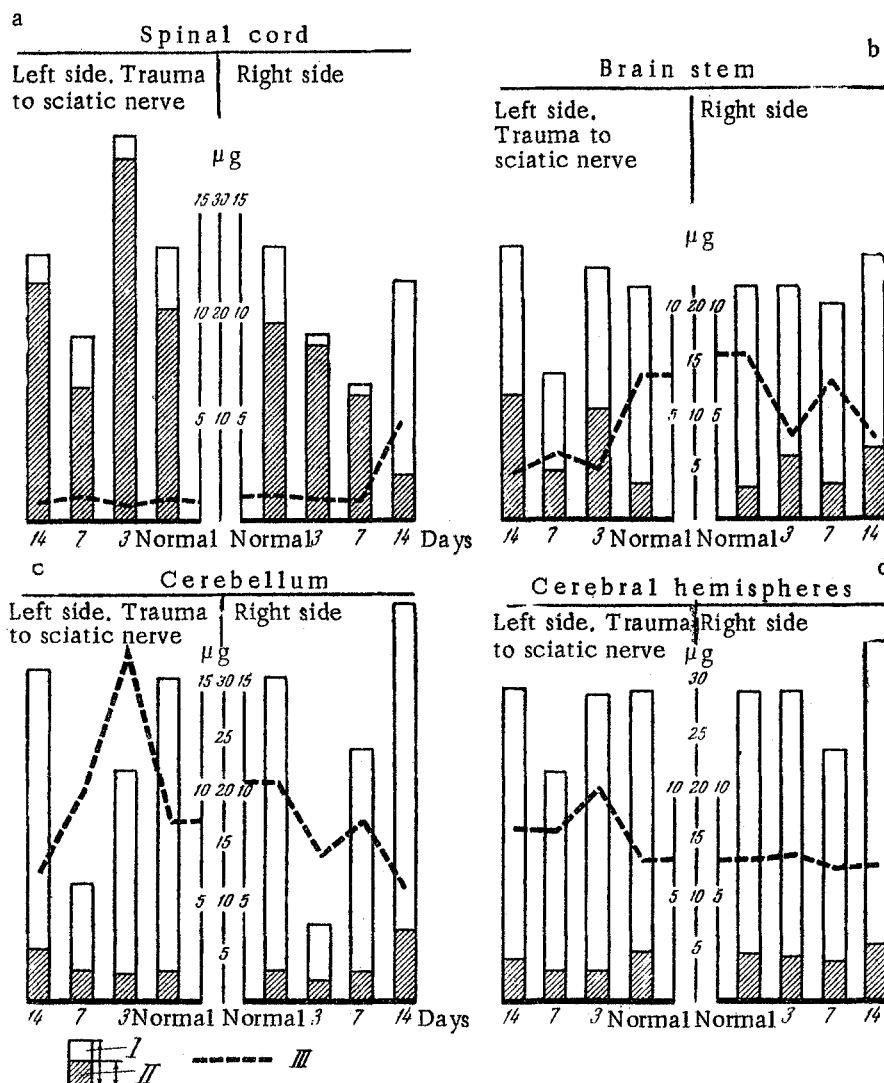 a
Spinal cord
Left side. Trauma to sciatic nerve
Right side
μg
15 30 15
10 20 10
5 10 5
14 7 3 Normal Normal 3 7 14 Days
b
Brain stem
Left side. Trauma to sciatic nerve
Right side
μg
10 20 10
15
5 10 5
5
14 7 3 Normal Normal 3 7 14
c
Cerebellum
Left side. Trauma to sciatic nerve
Right side
μg
15 30 15
25
10 20 10
15
5 10 5
5
14 7 3 Normal Normal 3 7 14 Days
Cerebral hemispheres
Left side. Trauma to sciatic nerve
Right side
μg
30
25
10 20 10
15
5 10 5
5
14 7 3 Normal Normal 3 7 14
I
II
III